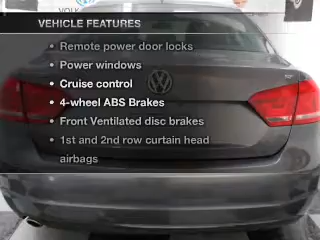 VEHICLE FEATURES
Remote power door locks
Power windows
Cruise control
4-wheel ABS Brakes
Front Ventilated disc brakes
1st and 2nd row curtain head
airbags